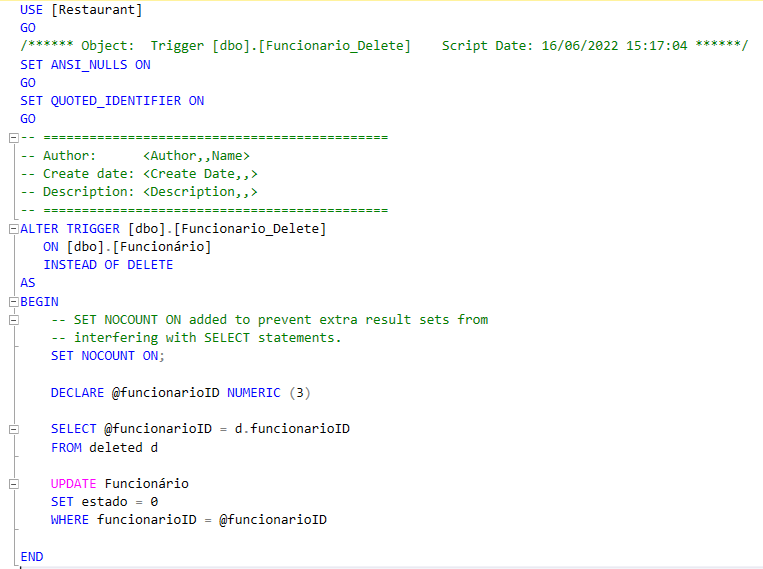 USE [Restaurant]
GO
/****** Object:  Trigger [dbo].[Funcionario_Delete]    Script Date: 16/06/2022 15:17:04 ******/
SET ANSI_NULLS ON
GO
SET QUOTED_IDENTIFIER ON
GO
-- =============================================
-- Author:      <Author,,Name>
-- Create date: <Create Date,,>
-- Description: <Description,,>
-- =============================================
ALTER TRIGGER [dbo].[Funcionario_Delete]
   ON [dbo].[Funcionário]
   INSTEAD OF DELETE
AS
BEGIN
    -- SET NOCOUNT ON added to prevent extra result sets from
    -- interfering with SELECT statements.
    SET NOCOUNT ON;

    DECLARE @funcionarioID NUMERIC (3)

    SELECT @funcionarioID = d.funcionarioID
    FROM deleted d

    UPDATE Funcionário
    SET estado = 0
    WHERE funcionarioID = @funcionarioID

END